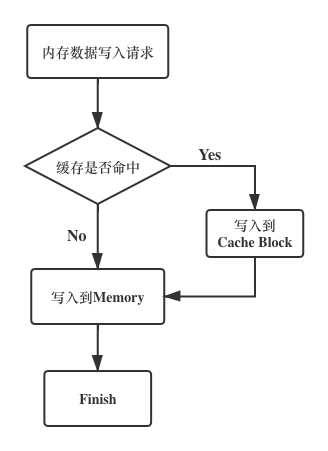 内存数据写入请求
缓存是否命中
Yes
写入到
Cache Block
No
写入到Memory
Finish